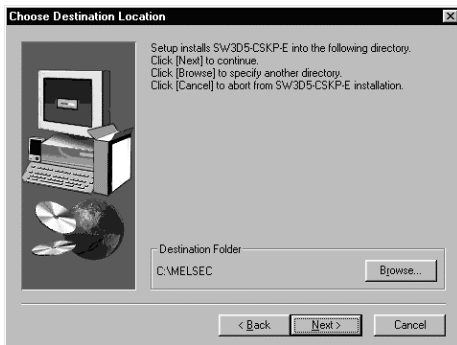 Choose Destination Location
Setup installs SW3D5-CSKP-E into the following directory.
Click [Next] to continue.
Click [Browse] to specify another directory.
Click [Cancel] to abort from SW3D5-CSKP-E installation.
Destination Folder
C:\MELSEC
Browse...
< Back
Next >
Cancel